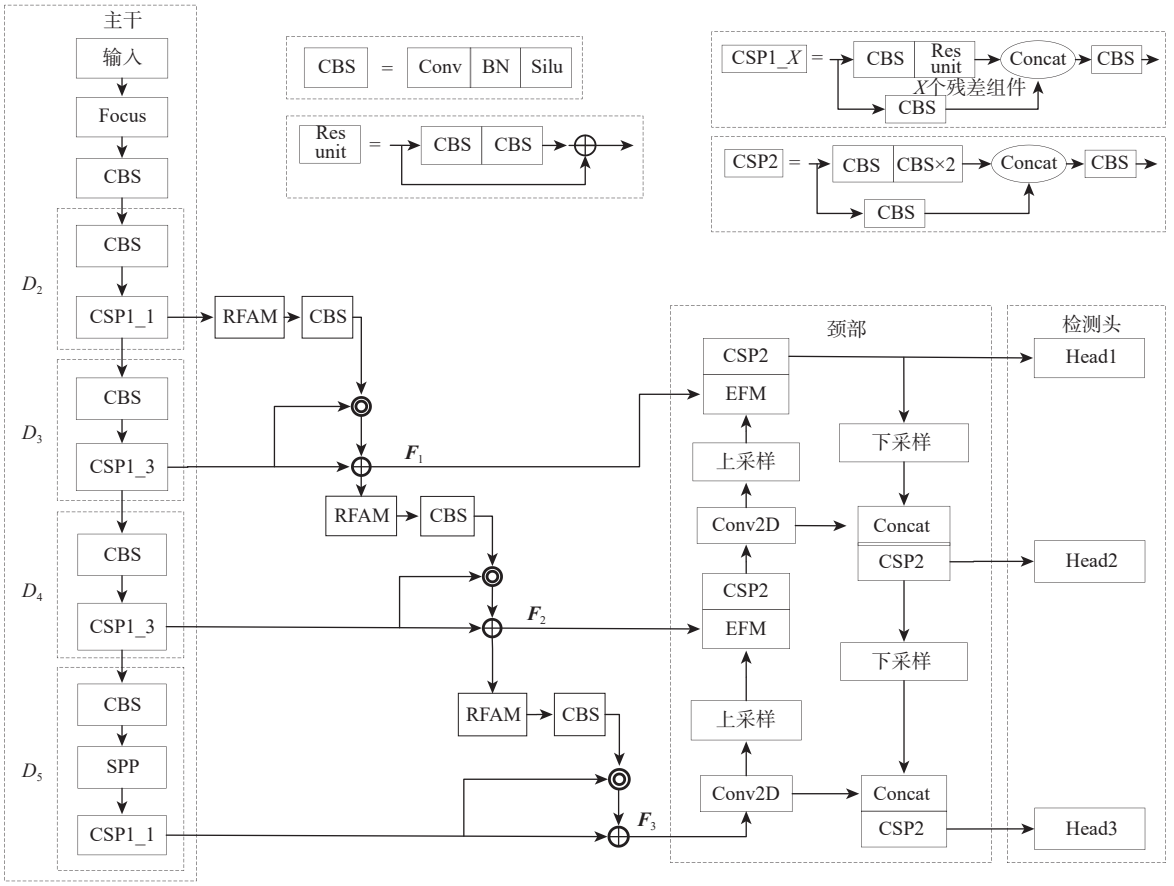 主干
输入
Focus
CBS
D2
CBS
CSP1_1
D3
CBS
CSP1_3
D4
CBS
CSP1_3
D5
CBS
SPP
CSP1_1
CBS = Conv BN Silu
Res
unit
= CBS CBS
CSP1_X = CBS Res
unit
Concat CBS
X个残差组件
CBS
CSP2 = CBS CBS×2 Concat CBS
CBS
RFAM CBS
F1
RFAM CBS
F2
RFAM CBS
F3
颈部
CSP2
EFM
上采样
Conv2D
CSP2
EFM
上采样
Conv2D
下采样
Concat
CSP2
下采样
Concat
CSP2
检测头
Head1
Head2
Head3